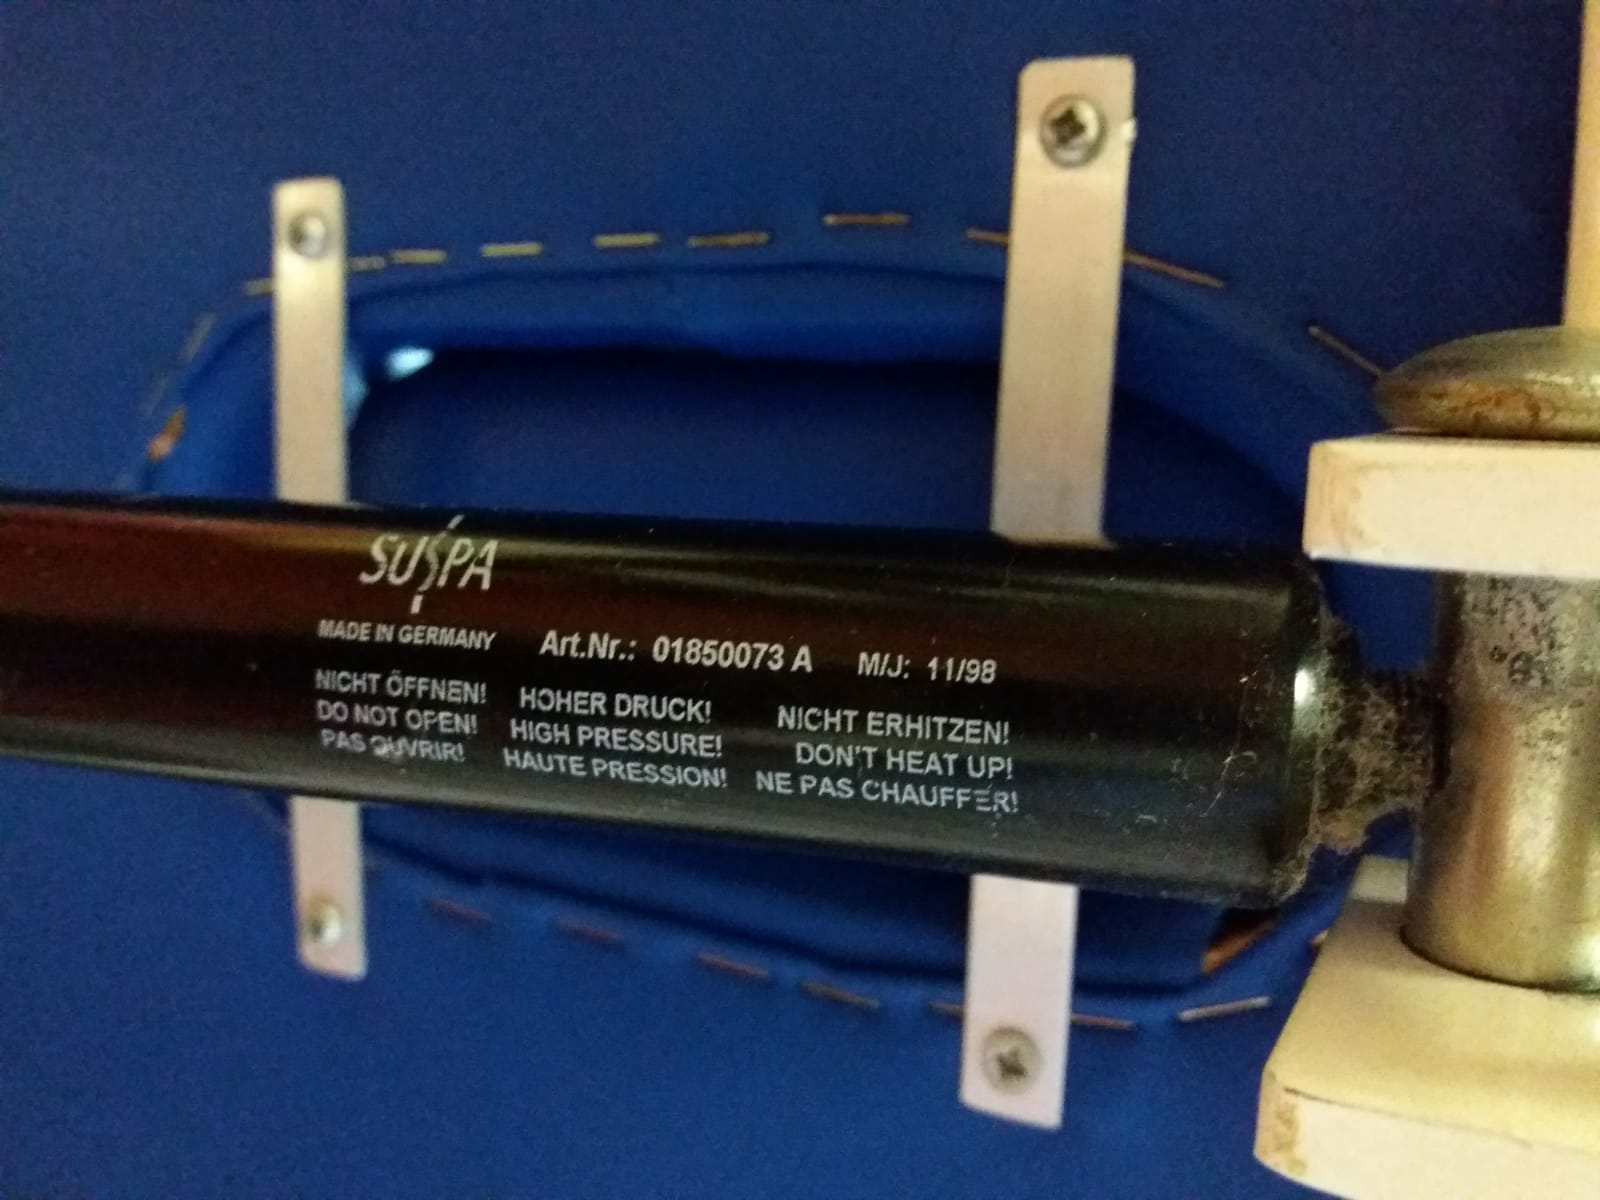 SUSPA
MADE IN GERMANY Art.Nr.: 01850073 A M/J: 11/98
NICHT ÖFFNEN! HOHER DRUCK! NICHT ERHITZEN!
DO NOT OPEN! HIGH PRESSURE! DON'T HEAT UP!
PAS OUVRIR! HAUTE PRESSION! NE PAS CHAUFFER!